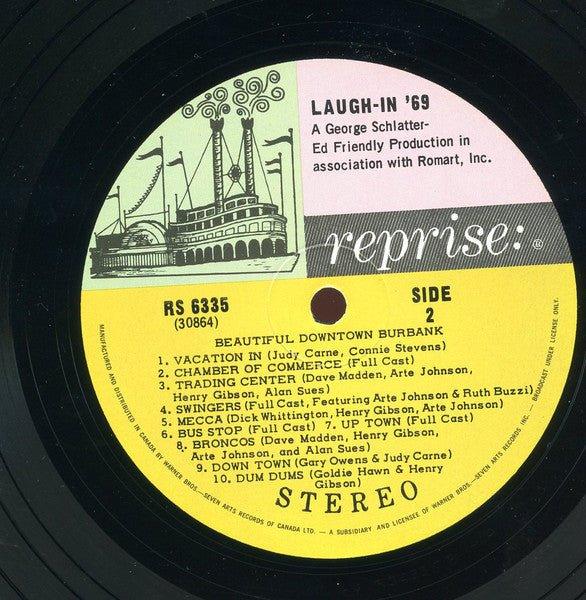 LAUGH-IN '69
A George Schlatter-
Ed Friendly Production in
association with Romart, Inc.
reprise: ®
RS 6335
(30864)
SIDE
2
BEAUTIFUL DOWNTOWN BURBANK
1. VACATION IN (Judy Carne, Connie Stevens)
2. CHAMBER OF COMMERCE (Full Cast)
3. TRADING CENTER (Dave Madden, Arte Johnson,
Henry Gibson, Alan Sues)
4. SWINGERS (Full Cast, Featuring Arte Johnson & Ruth Buzzi)
5. MECCA (Dick Whittington, Henry Gibson, Arte Johnson)
6. BUS STOP (Full Cast) 7. UP TOWN (Full Cast)
8. BRONCOS (Dave Madden, Henry Gibson,
Arte Johnson, and Alan Sues)
9. DOWN TOWN (Gary Owens & Judy Carne)
10. DUM DUMS (Goldie Hawn & Henry
Gibson)
STEREO
MANUFACTURED AND DISTRIBUTED IN CANADA BY WARNER BROS.—SEVEN ARTS RECORDS OF CANADA LTD. — A SUBSIDIARY AND LICENSEE OF WARNER BROS.—SEVEN ARTS RECORDS INC. — BROADCAST UNDER LICENSE ONLY.